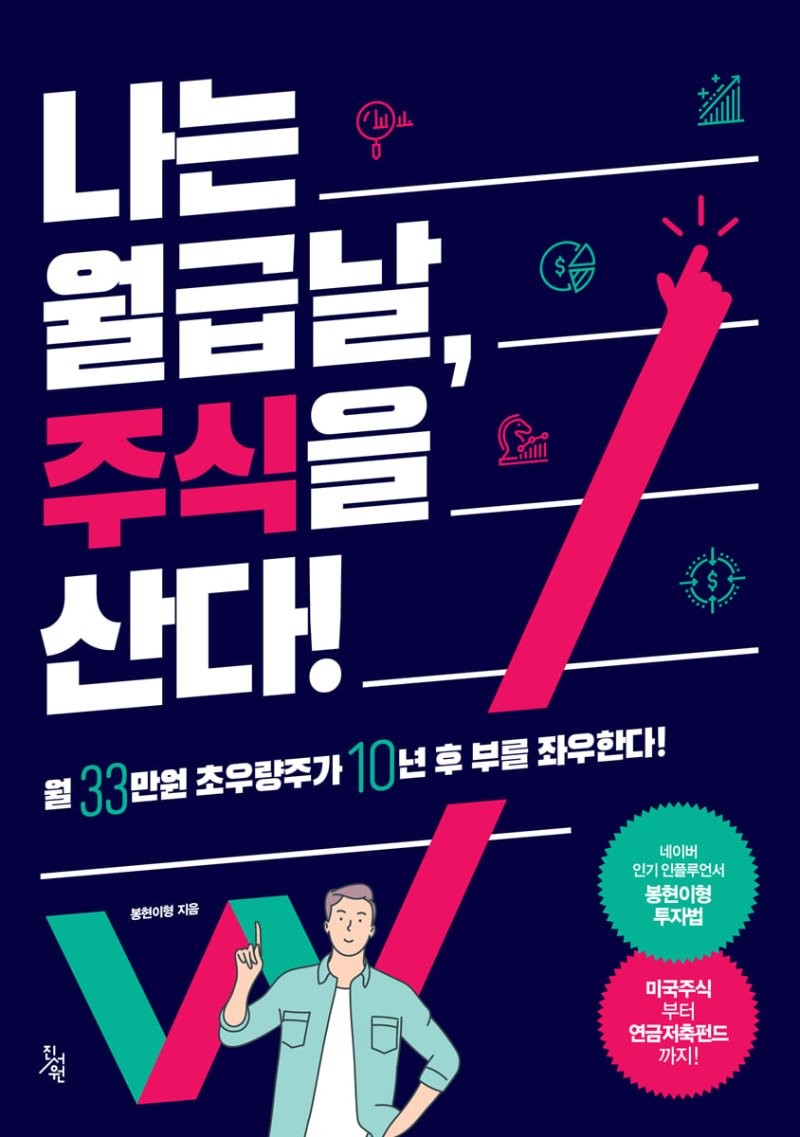 나는
월급날,
주식을
산다!
월 33만원 초우량주가 10년 후 부를 좌우한다!
봉현이형 지음
네이버
인기 인플루언서
봉현이형
투자법
미국주식
부터
연금저축펀드
까지!
진서원